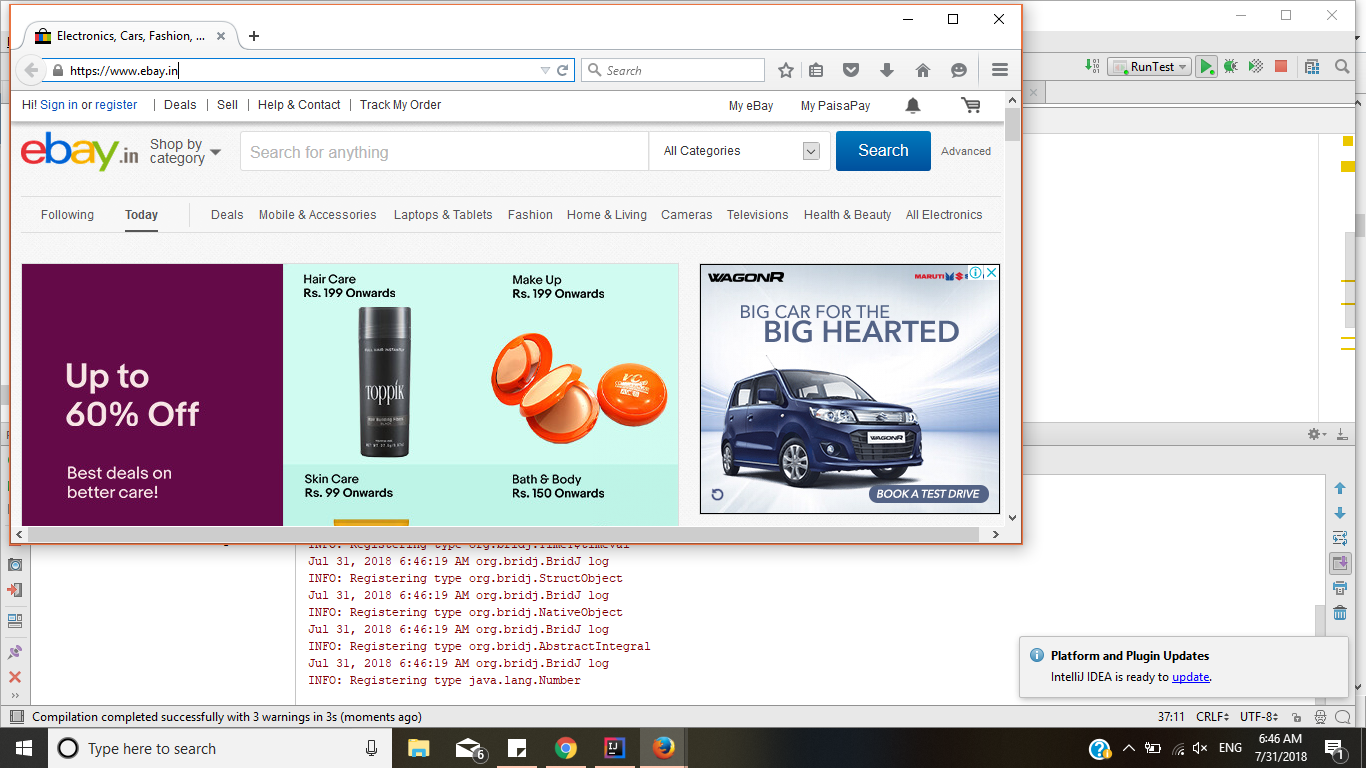 Electronics, Cars, Fashion, ...
https://www.ebay.in
Search
RunTest
Hi! Sign in or register | Deals | Sell | Help & Contact | Track My Order
My eBay My PaisaPay
ebay.in
Shop by
category
Search for anything
All Categories
Search
Advanced
Following Today Deals Mobile & Accessories Laptops & Tablets Fashion Home & Living Cameras Televisions Health & Beauty All Electronics
Up to
60% Off
Best deals on
better care!
Hair Care
Rs. 199 Onwards
Make Up
Rs. 199 Onwards
TOPPIK
Skin Care
Rs. 99 Onwards
Bath & Body
Rs. 150 Onwards
WAGONR
MARUTI
BIG CAR FOR THE
BIG HEARTED
WAGONR
BOOK A TEST DRIVE
INFO: Registering type org.bridj.Timer$timeval
Jul 31, 2018 6:46:19 AM org.bridj.BridJ log
INFO: Registering type org.bridj.StructObject
Jul 31, 2018 6:46:19 AM org.bridj.BridJ log
INFO: Registering type org.bridj.NativeObject
Jul 31, 2018 6:46:19 AM org.bridj.BridJ log
INFO: Registering type org.bridj.AbstractIntegral
Jul 31, 2018 6:46:19 AM org.bridj.BridJ log
INFO: Registering type java.lang.Number
Platform and Plugin Updates
IntelliJ IDEA is ready to update.
Compilation completed successfully with 3 warnings in 3s (moments ago)
37:11 CRLF UTF-8
Type here to search
6
ENG
6:46 AM
7/31/2018
1